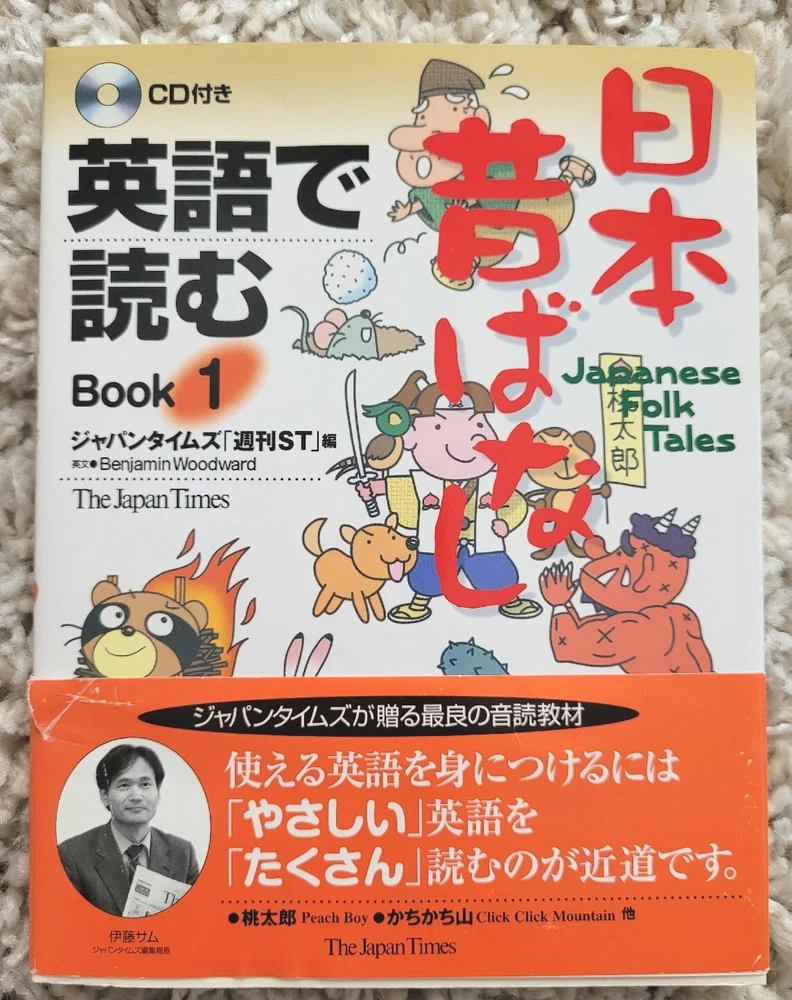 CD付き
英語で
読む
Book 1
ジャパンタイムズ「週刊ST」編
英文●Benjamin Woodward
The Japan Times
日本
昔ばなし
Japanese
Folk
Tales
桃太郎
ジャパンタイムズが贈る最良の音読教材
使える英語を身につけるには
「やさしい」英語を
「たくさん」読むのが近道です。
●桃太郎 Peach Boy ●かちかち山 Click Click Mountain 他
The Japan Times
伊藤サム
ジャパンタイムズ編集局長